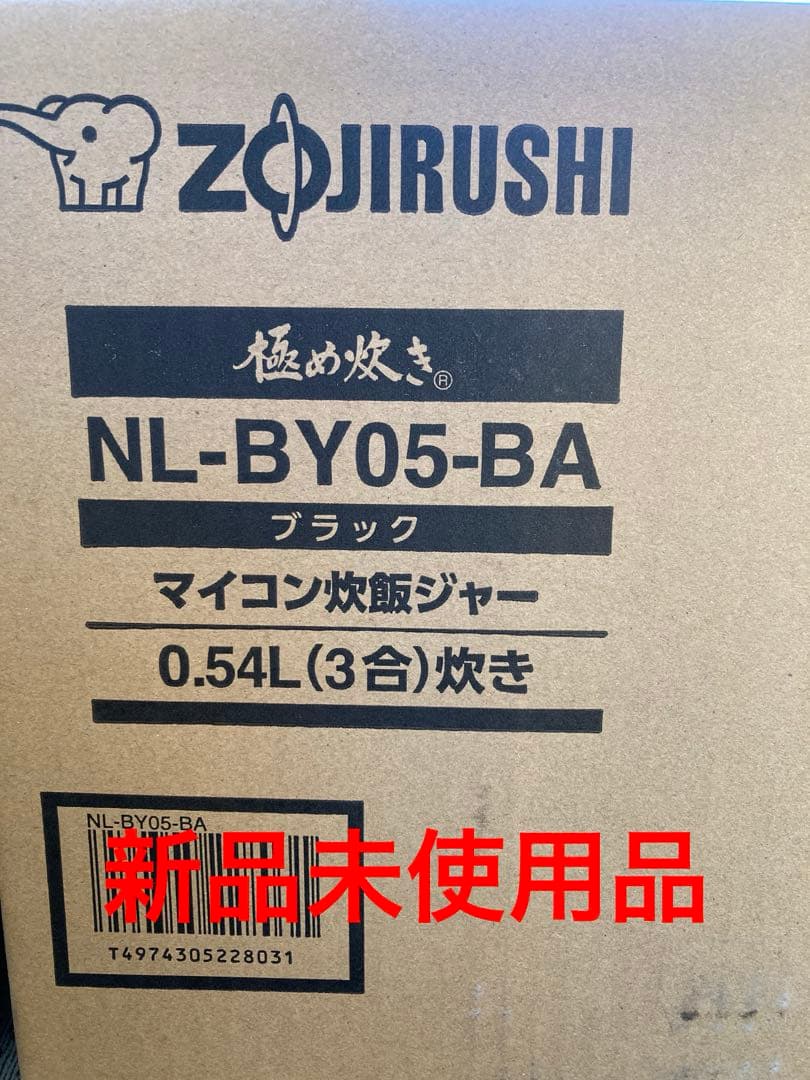 ZOJIRUSHI
極め炊き®
NL-BY05-BA
ブラック
マイコン炊飯ジャー
0.54L(3合)炊き
NL-BY05-BA
新品未使用品
T4974305228031